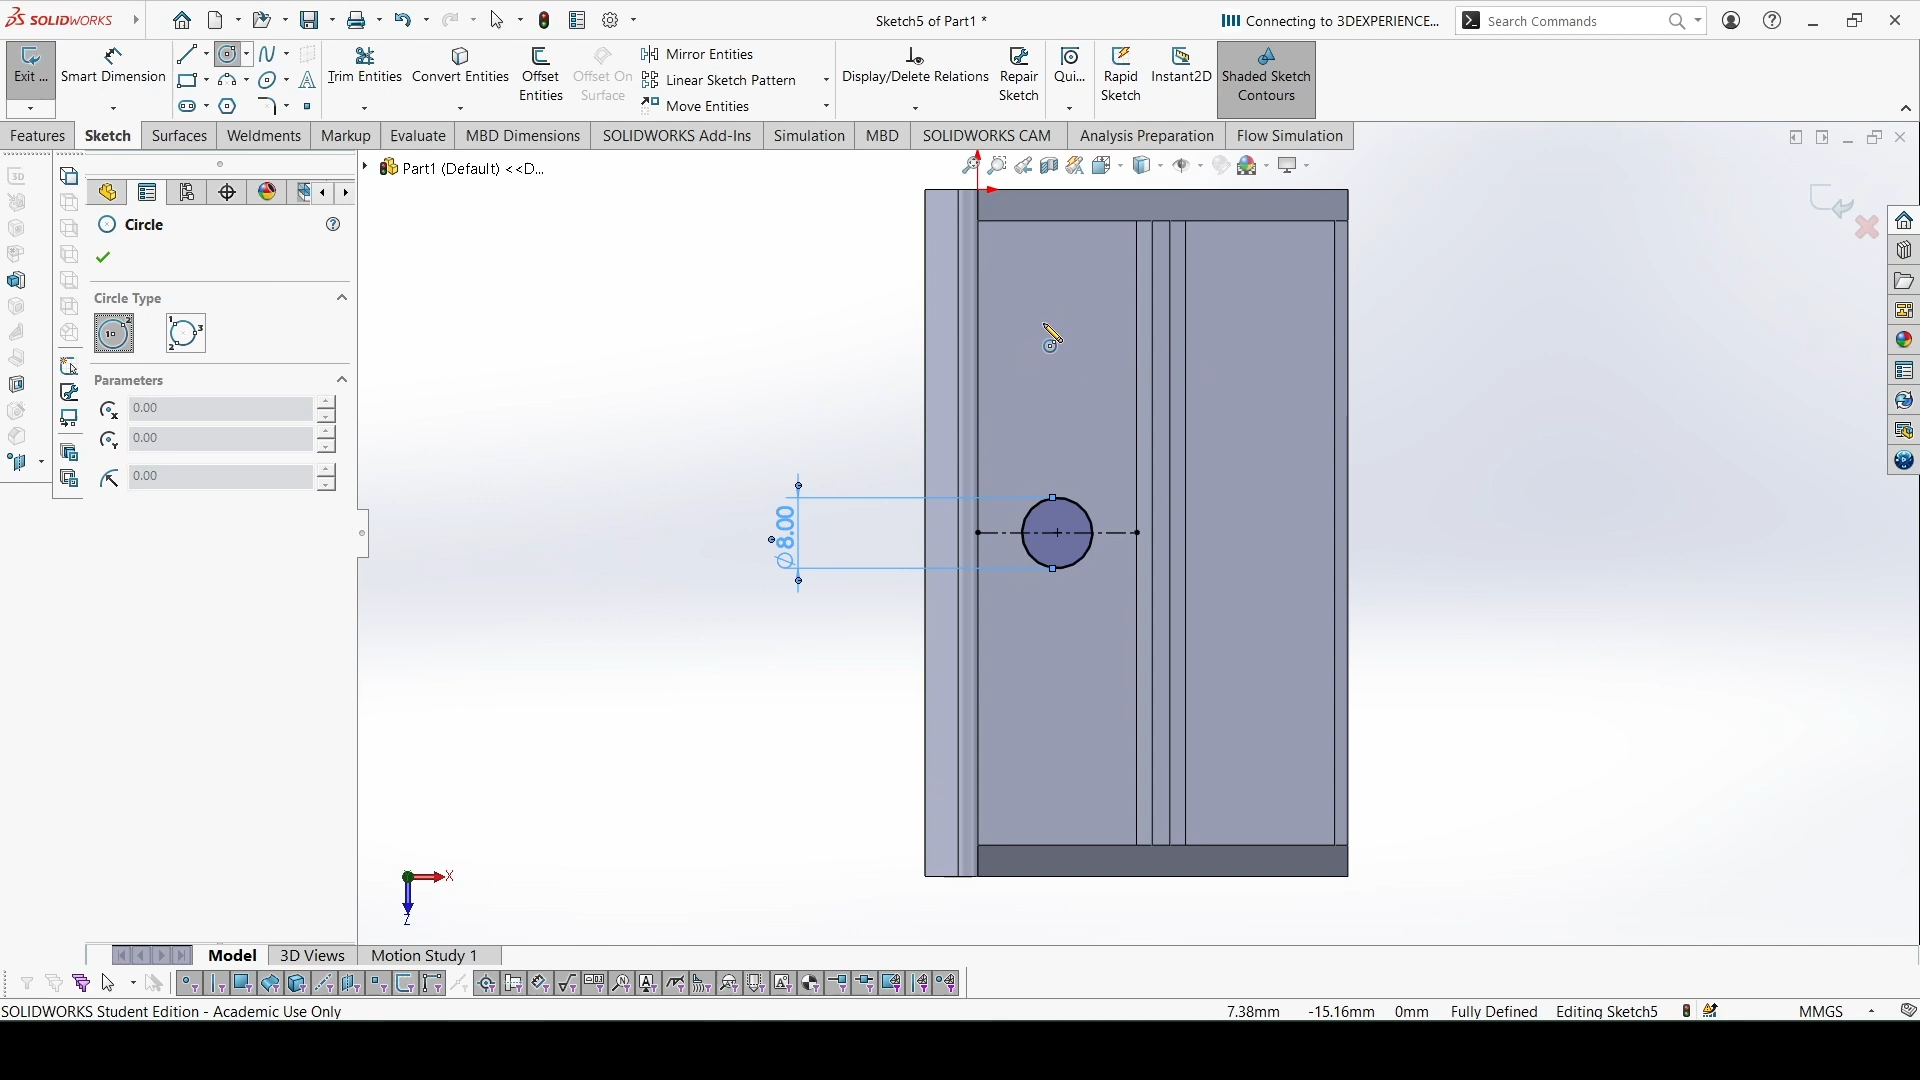 SOLIDWORKS
Sketch5 of Part1 *
Connecting to 3DEXPERIENCE...
Search Commands
Exit ...
Smart Dimension
Trim Entities
Convert Entities
Offset Entities
Offset On Surface
Mirror Entities
Linear Sketch Pattern
Move Entities
Display/Delete Relations
Repair Sketch
Qui...
Rapid Sketch
Instant2D
Shaded Sketch Contours
Features
Sketch
Surfaces
Weldments
Markup
Evaluate
MBD Dimensions
SOLIDWORKS Add-Ins
Simulation
MBD
SOLIDWORKS CAM
Analysis Preparation
Flow Simulation
Part1 (Default) <<D...
Circle
Circle Type
Parameters
0.00
0.00
0.00
∅8.00
X
Z
Model
3D Views
Motion Study 1
SOLIDWORKS Student Edition - Academic Use Only
7.38mm
-15.16mm
0mm
Fully Defined
Editing Sketch5
MMGS